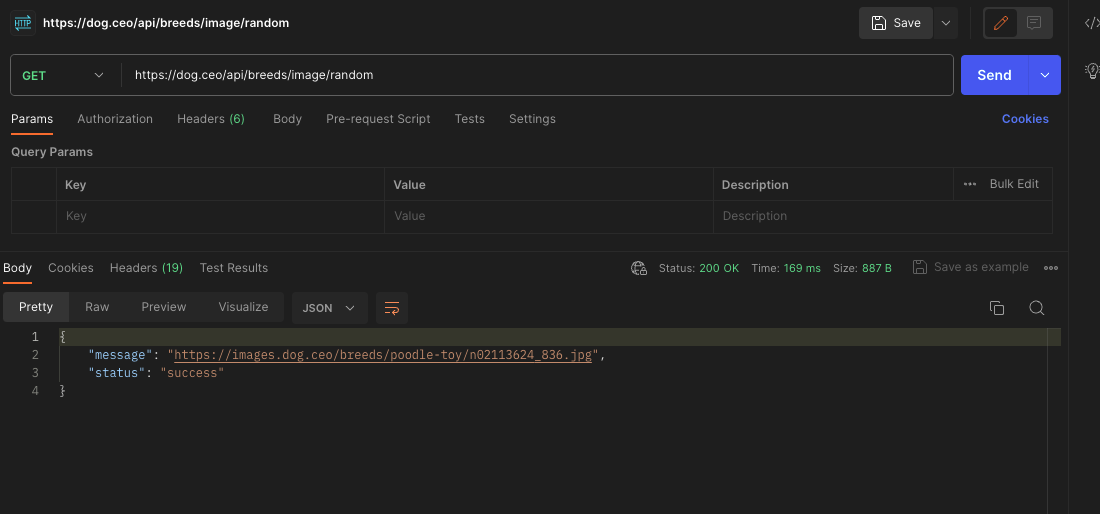 HTTP https://dog.ceo/api/breeds/image/random Save
GET https://dog.ceo/api/breeds/image/random Send
Params Authorization Headers (6) Body Pre-request Script Tests Settings Cookies
Query Params
Key Value Description Bulk Edit
Key Value Description
Body Cookies Headers (19) Test Results Status: 200 OK Time: 169 ms Size: 887 B Save as example
Pretty Raw Preview Visualize JSON
1 {
2 "message": "https://images.dog.ceo/breeds/poodle-toy/n02113624_836.jpg",
3 "status": "success"
4 }